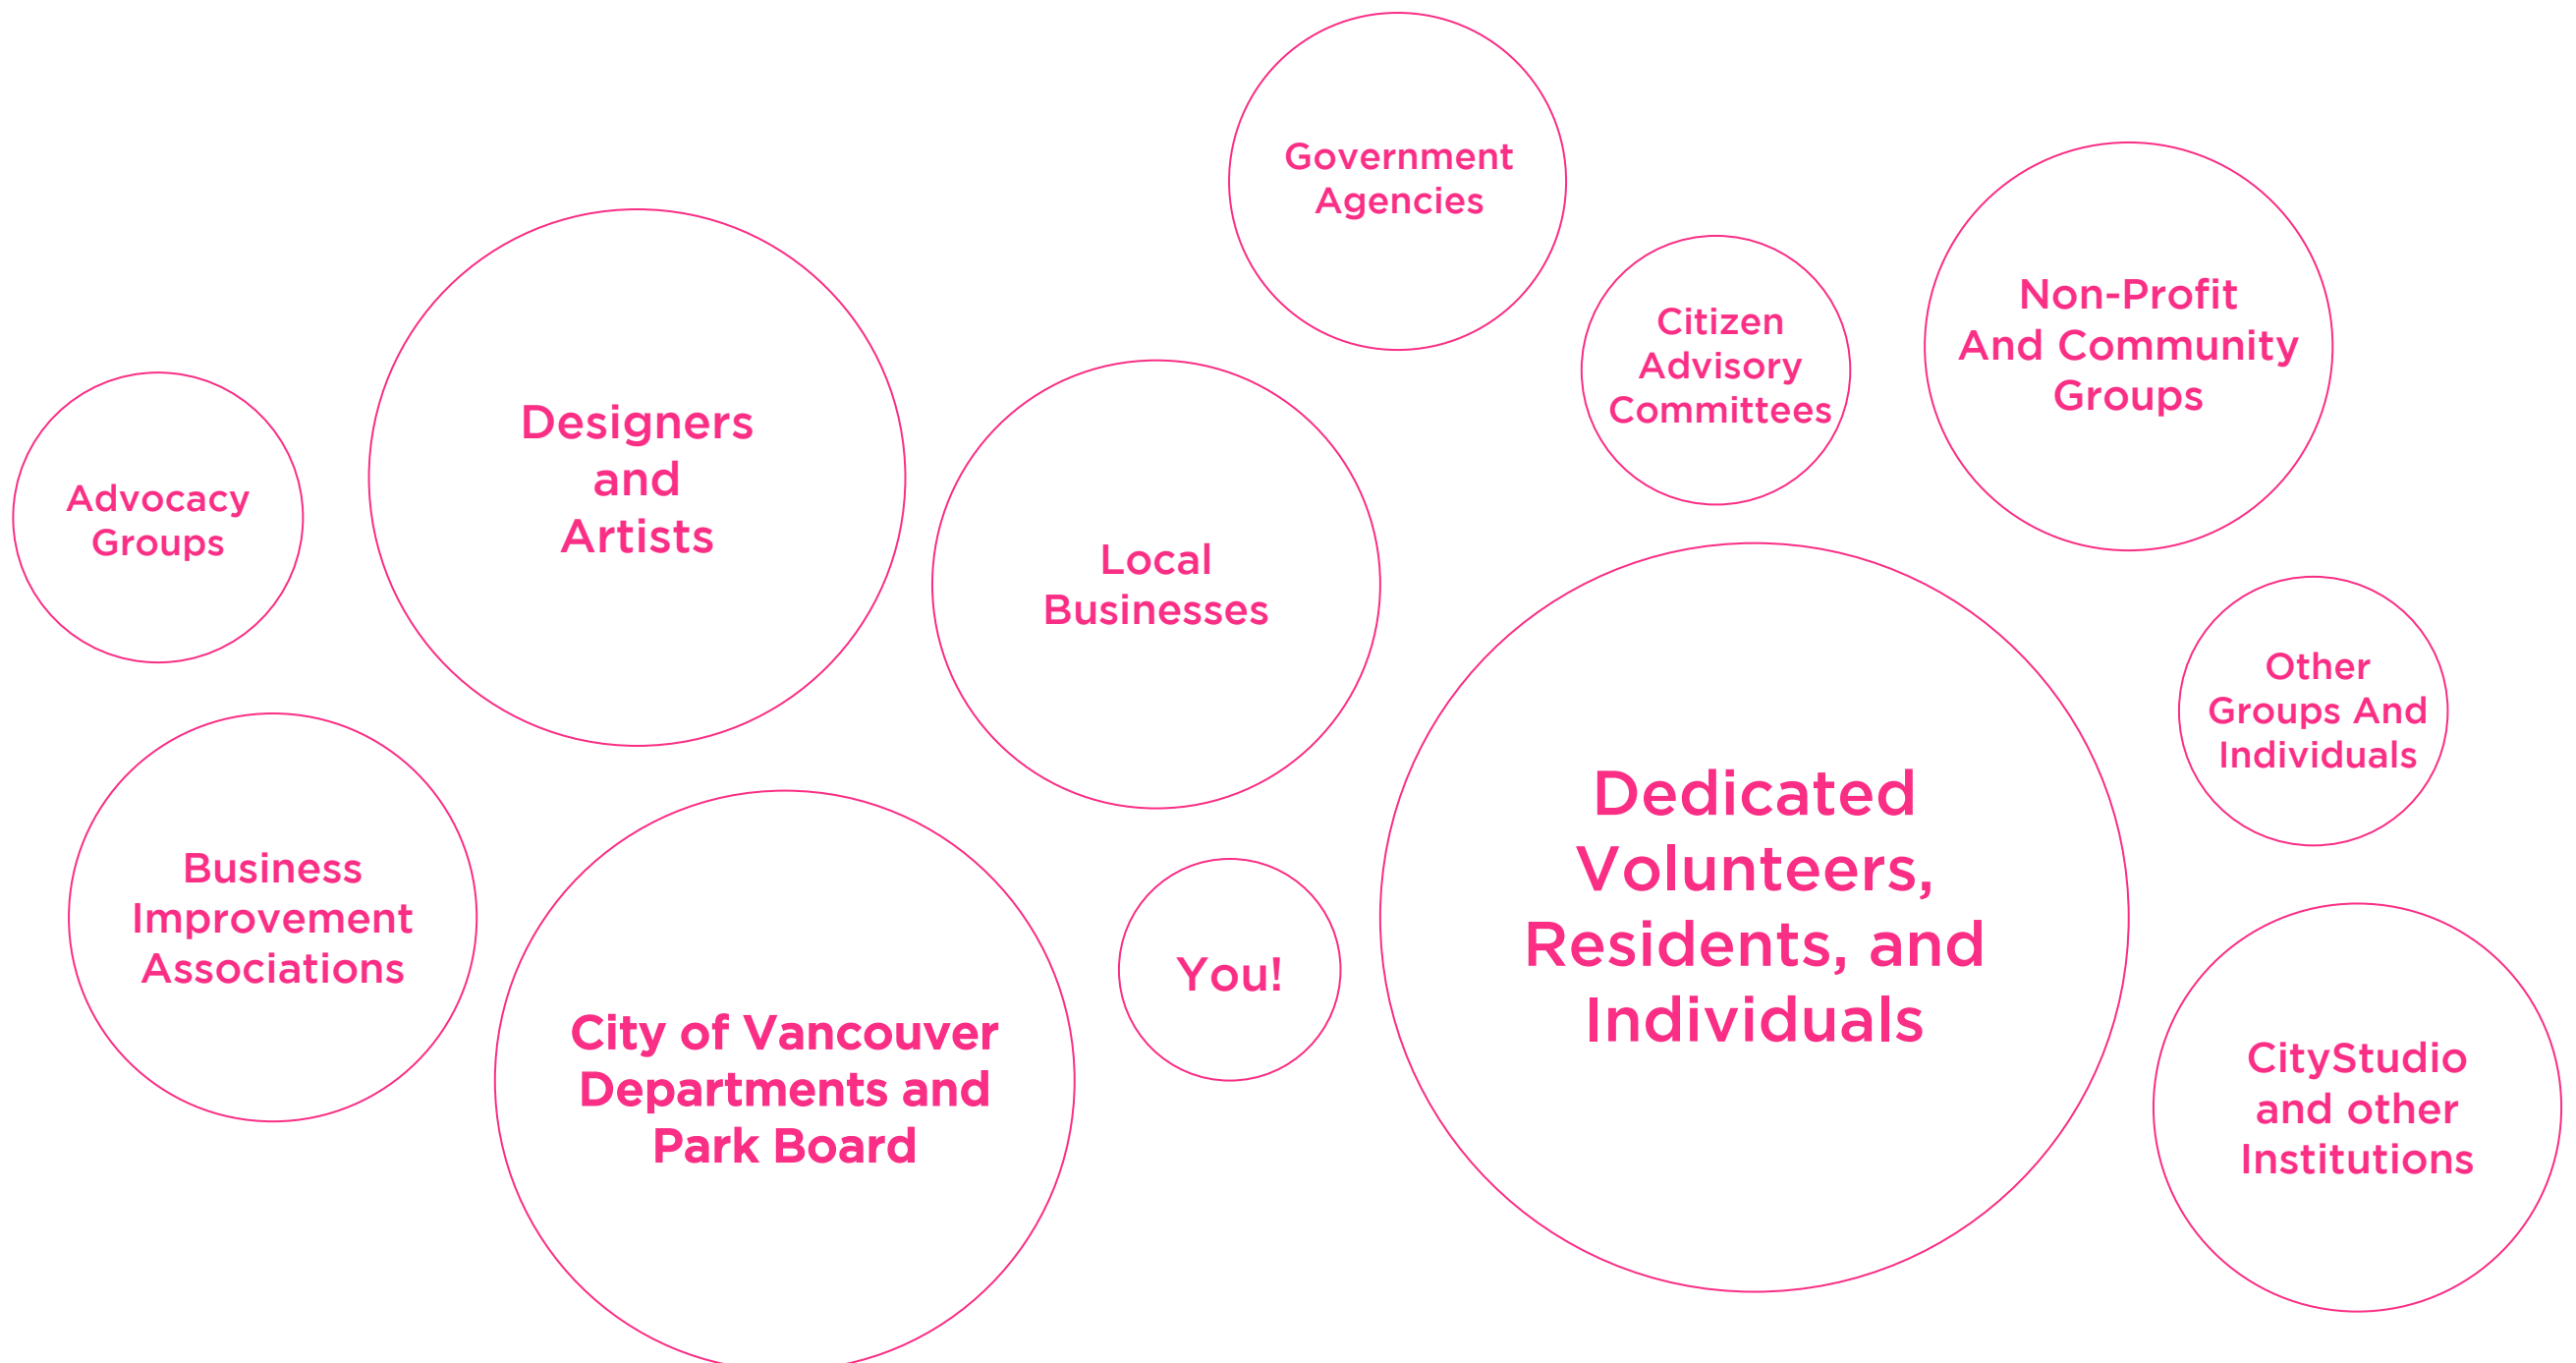 Government
Agencies
Citizen
Advisory
Committees
Non-Profit
And Community
Groups
Designers
and
Artists
Advocacy
Groups
Local
Businesses
Other
Groups And
Individuals
Dedicated
Volunteers,
Residents, and
Individuals
Business
Improvement
Associations
You!
City of Vancouver
Departments and
Park Board
CityStudio
and other
Institutions